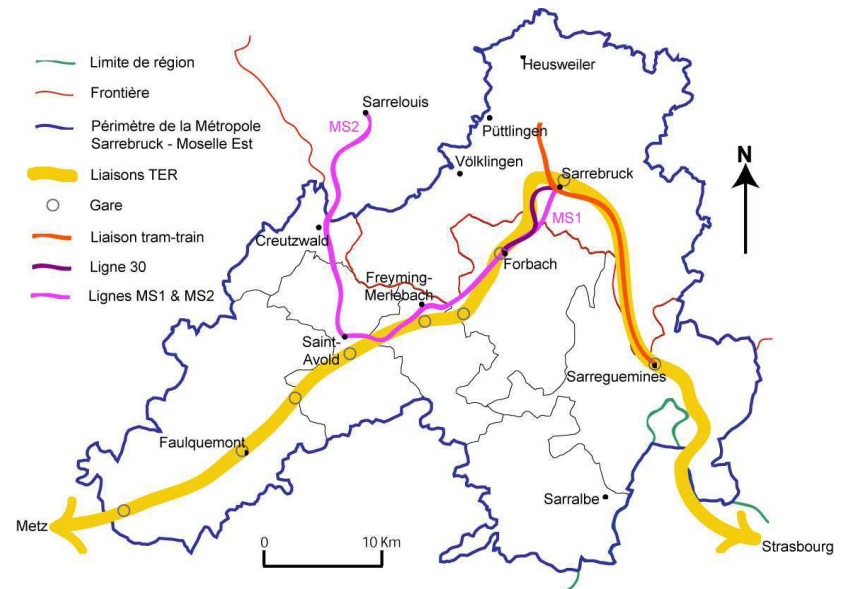 Limite de région
Frontière
Périmètre de la Métropole
Sarrebruck - Moselle Est
Liaisons TER
Gare
Liaison tram-train
Ligne 30
Lignes MS1 & MS2
Heusweiler
Sarrelouis
MS2
Püttlingen
Völklingen
Sarrebruck
N
MS1
Creutzwald
Forbach
Freyming-
Merlebach
Saint-
Avold
Sarreguemines
Faulquemont
Sarralbe
Metz
0
10 Km
Strasbourg